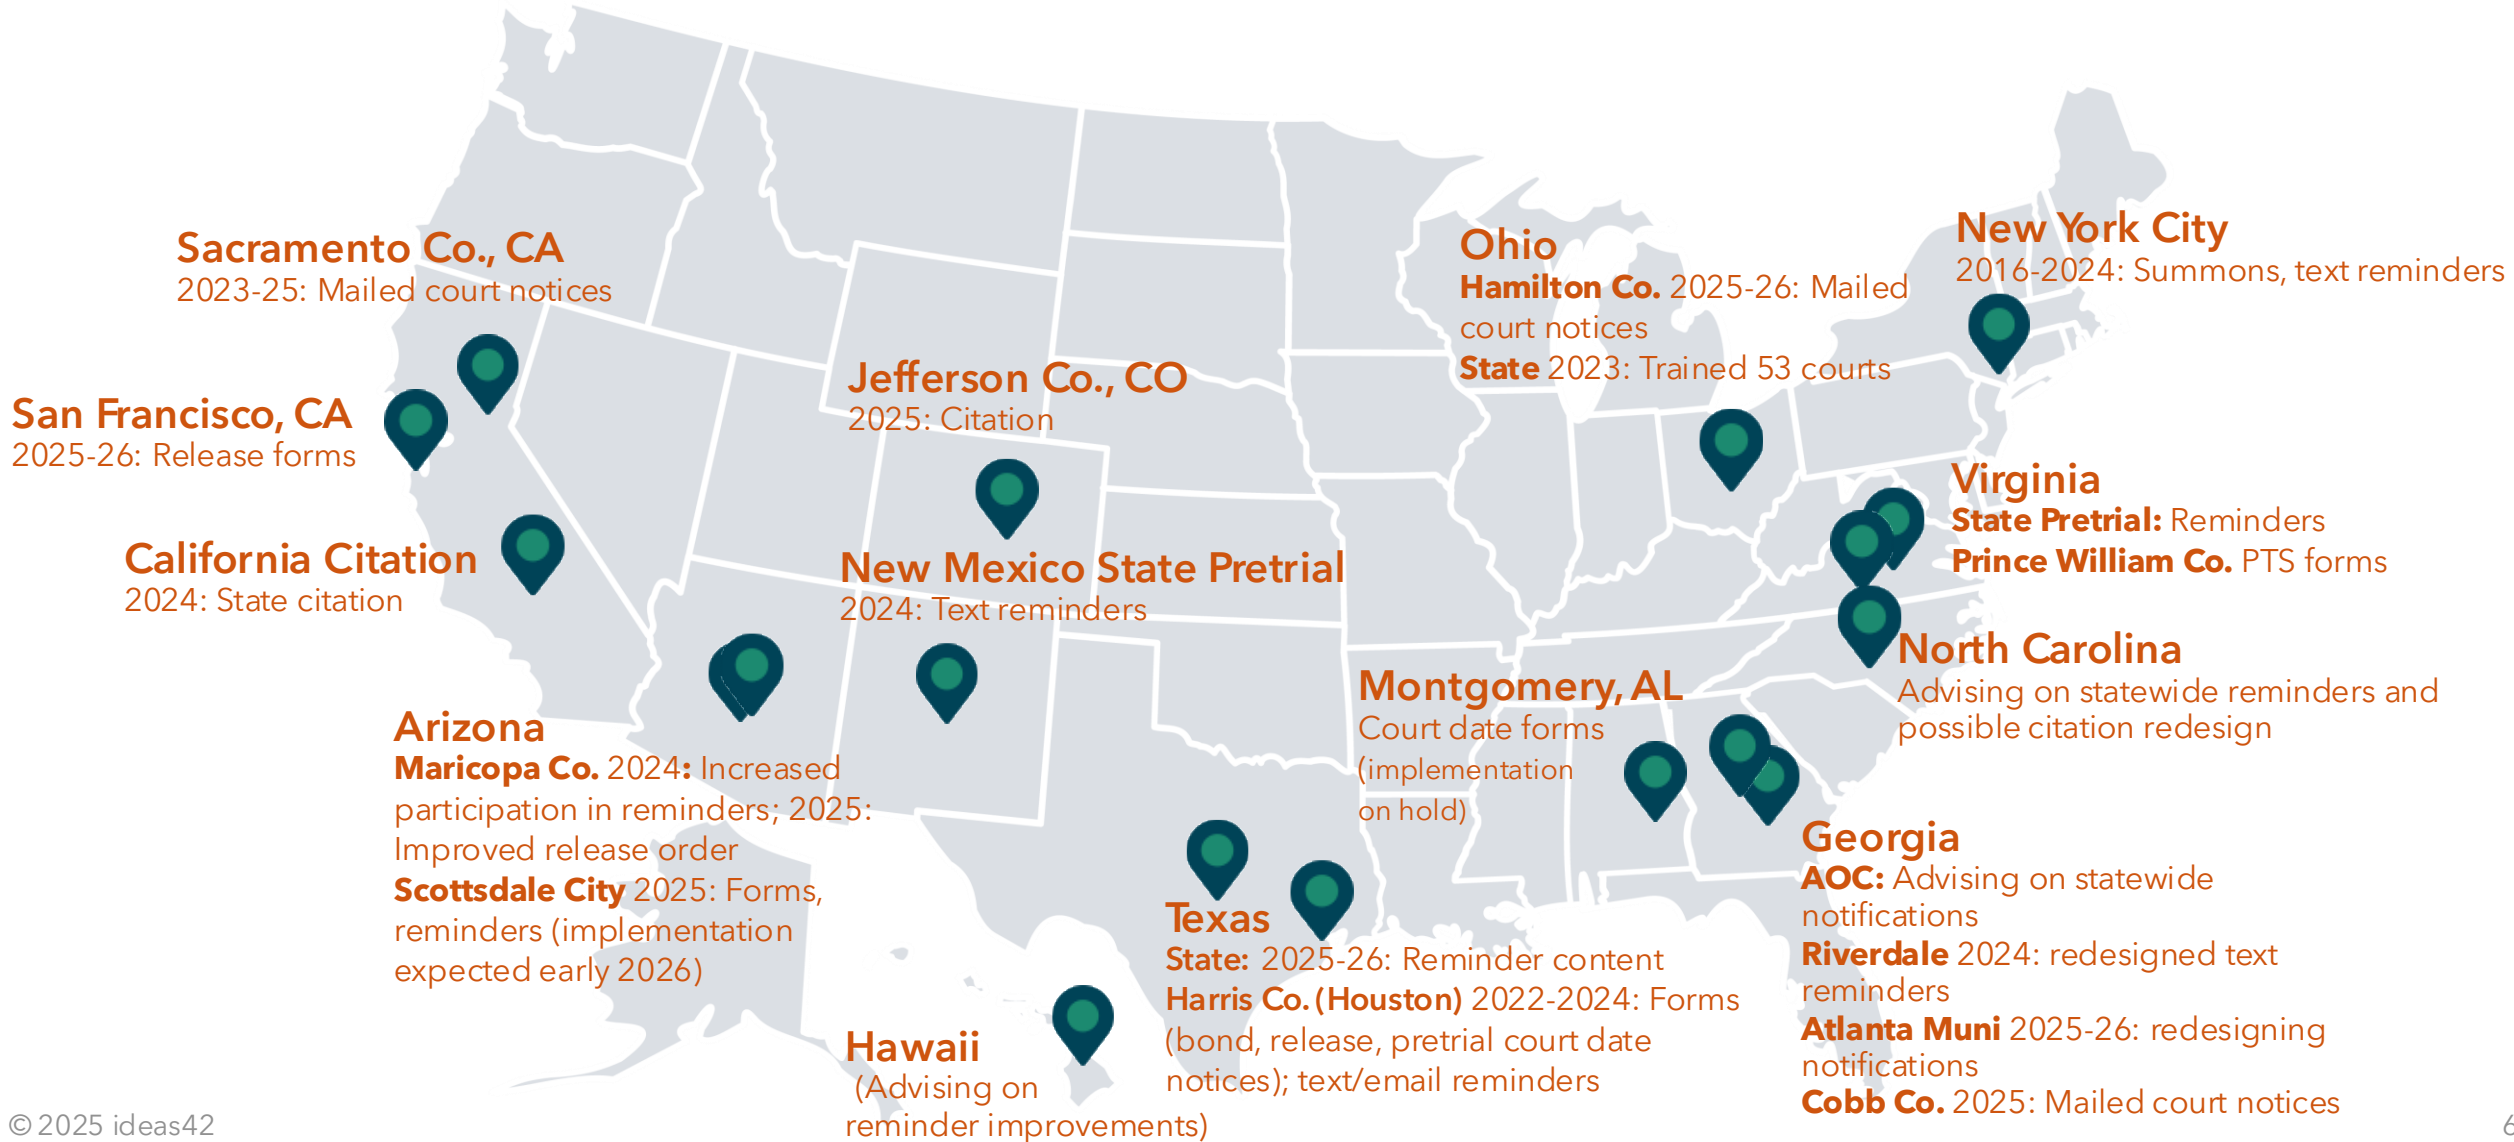 Sacramento Co., CA
2023-25: Mailed court notices
San Francisco, CA
2025-26: Release forms
California Citation
2024: State citation
Jefferson Co., CO
2025: Citation
New Mexico State Pretrial
2024: Text reminders
Arizona
Maricopa Co. 2024: Increased
participation in reminders; 2025:
Improved release order
Scottsdale City 2025: Forms,
reminders (implementation
expected early 2026)
Hawaii
(Advising on
reminder improvements)
Texas
State: 2025-26: Reminder content
Harris Co. (Houston) 2022-2024: Forms
(bond, release, pretrial court date
notices); text/email reminders
Ohio
Hamilton Co. 2025-26: Mailed
court notices
State 2023: Trained 53 courts
New York City
2016-2024: Summons, text reminders
Virginia
State Pretrial: Reminders
Prince William Co. PTS forms
North Carolina
Advising on statewide reminders and
possible citation redesign
Montgomery, AL
Court date forms
(implementation
on hold)
Georgia
AOC: Advising on statewide
notifications
Riverdale 2024: redesigned text
reminders
Atlanta Muni 2025-26: redesigning
notifications
Cobb Co. 2025: Mailed court notices
© 2025 ideas42
6